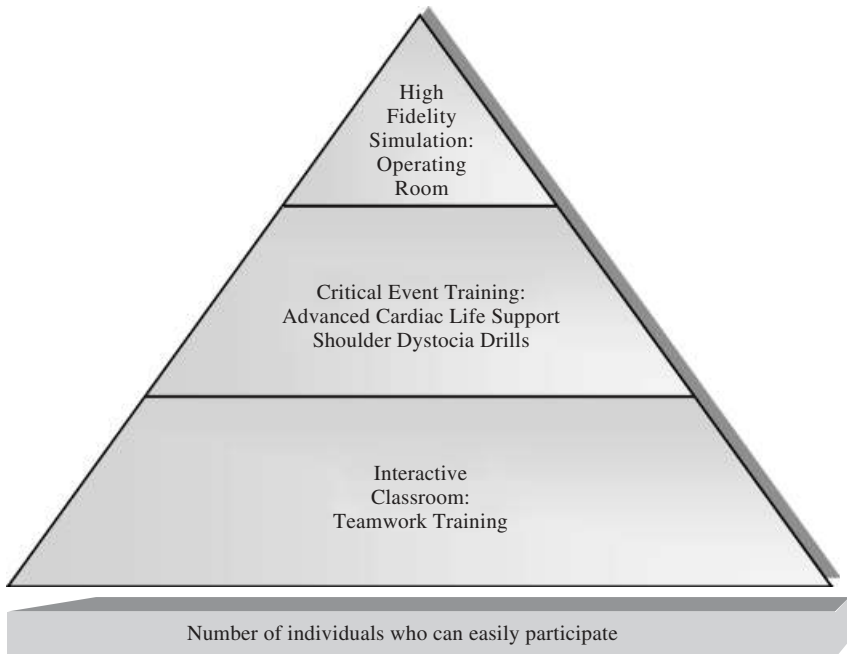 High
Fidelity
Simulation:
Operating
Room
Critical Event Training:
Advanced Cardiac Life Support
Shoulder Dystocia Drills
Interactive
Classroom:
Teamwork Training
Number of individuals who can easily participate